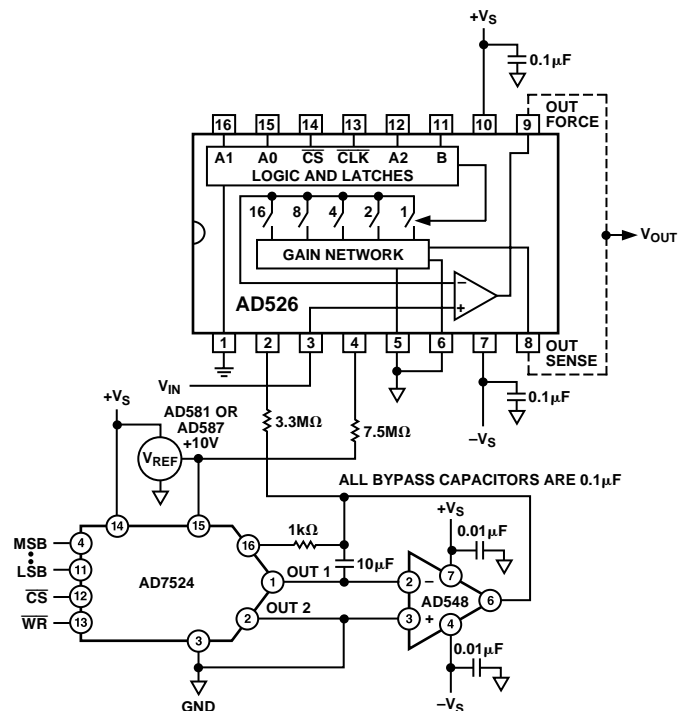 +VS
0.1µF
OUT
FORCE
16 15 14 13 12 11 10 9
A1 A0 CS CLK A2 B
LOGIC AND LATCHES
16 8 4 2 1
VOUT
GAIN NETWORK
−
+
AD526
1 2 3 4 5 6 7 8
OUT
SENSE
VIN
0.1µF
−VS
+VS
AD581 OR
AD587
+10V
3.3MΩ
7.5MΩ
VREF
ALL BYPASS CAPACITORS ARE 0.1µF
+VS
0.01µF
14
15
16
1kΩ
10µF
MSB 4
LSB 11
CS 12
WR 13
AD7524
1 OUT 1
2 OUT 2
3
GND
2 −
3 +
7
AD548
6
4
0.01µF
−VS